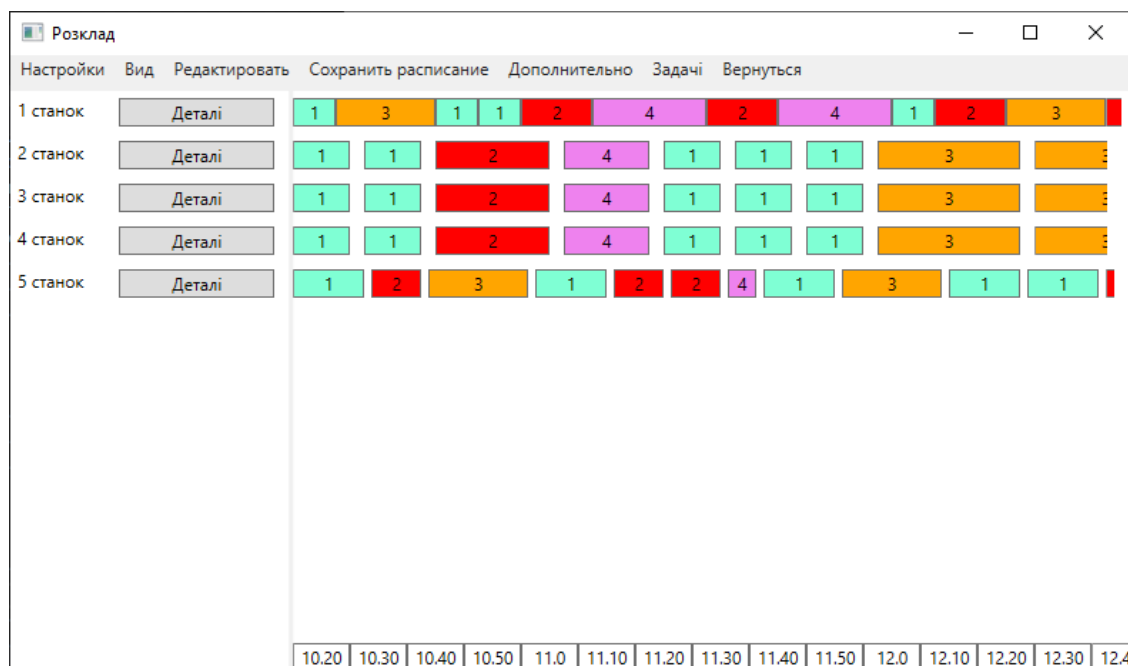 Розклад
Настройки Вид Редактировать Сохранить расписание Дополнительно Задачі Вернуться
1 станок Деталі 1 3 1 1 2 4 2 4 1 2 3
2 станок Деталі 1 1 2 4 1 1 1 3 3
3 станок Деталі 1 1 2 4 1 1 1 3 3
4 станок Деталі 1 1 2 4 1 1 1 3 3
5 станок Деталі 1 2 3 1 2 2 4 1 3 1 1
10.20 10.30 10.40 10.50 11.0 11.10 11.20 11.30 11.40 11.50 12.0 12.10 12.20 12.30 12.4